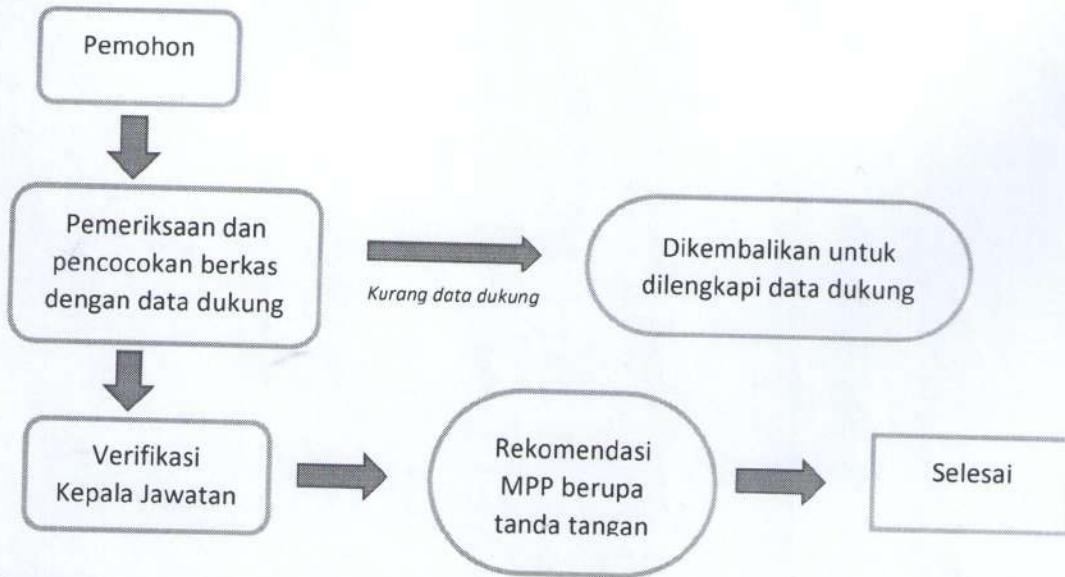 Pemohon
Pemeriksaan dan
pencocokan berkas
dengan data dukung
Kurang data dukung
Dikembalikan untuk
dilengkapi data dukung
Verifikasi
Kepala Jawatan
Rekomendasi
MPP berupa
tanda tangan
Selesai